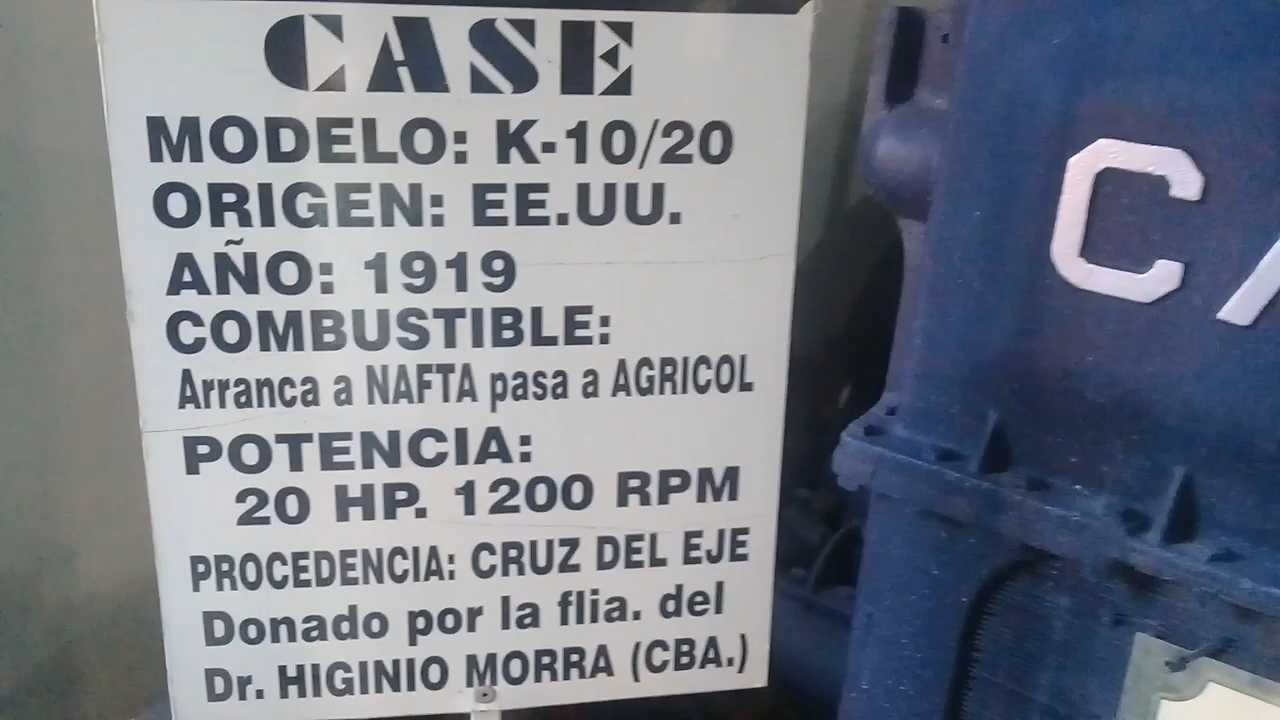 CASE
MODELO: K-10/20
ORIGEN: EE.UU.
AÑO: 1919
COMBUSTIBLE:
Arranca a NAFTA pasa a AGRICOL
POTENCIA:
20 HP. 1200 RPM
PROCEDENCIA: CRUZ DEL EJE
Donado por la flia. del
Dr. HIGINIO MORRA (CBA.)
CA